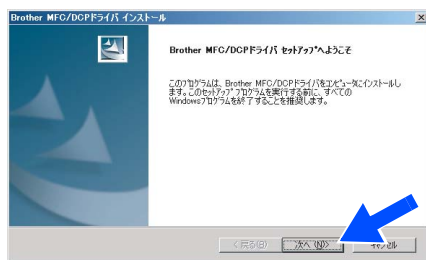 Brother MFC/DCPドライバ インストール
Brother MFC/DCPドライバ セットアップへようこそ
このプログラムは、Brother MFC/DCPドライバをコンピュータにインストールし
ます。このセットアップ プログラムを実行する前に、すべての
Windowsプログラムを終了することを推奨します。
< 戻る(B)
次へ (N)>
キャンセル